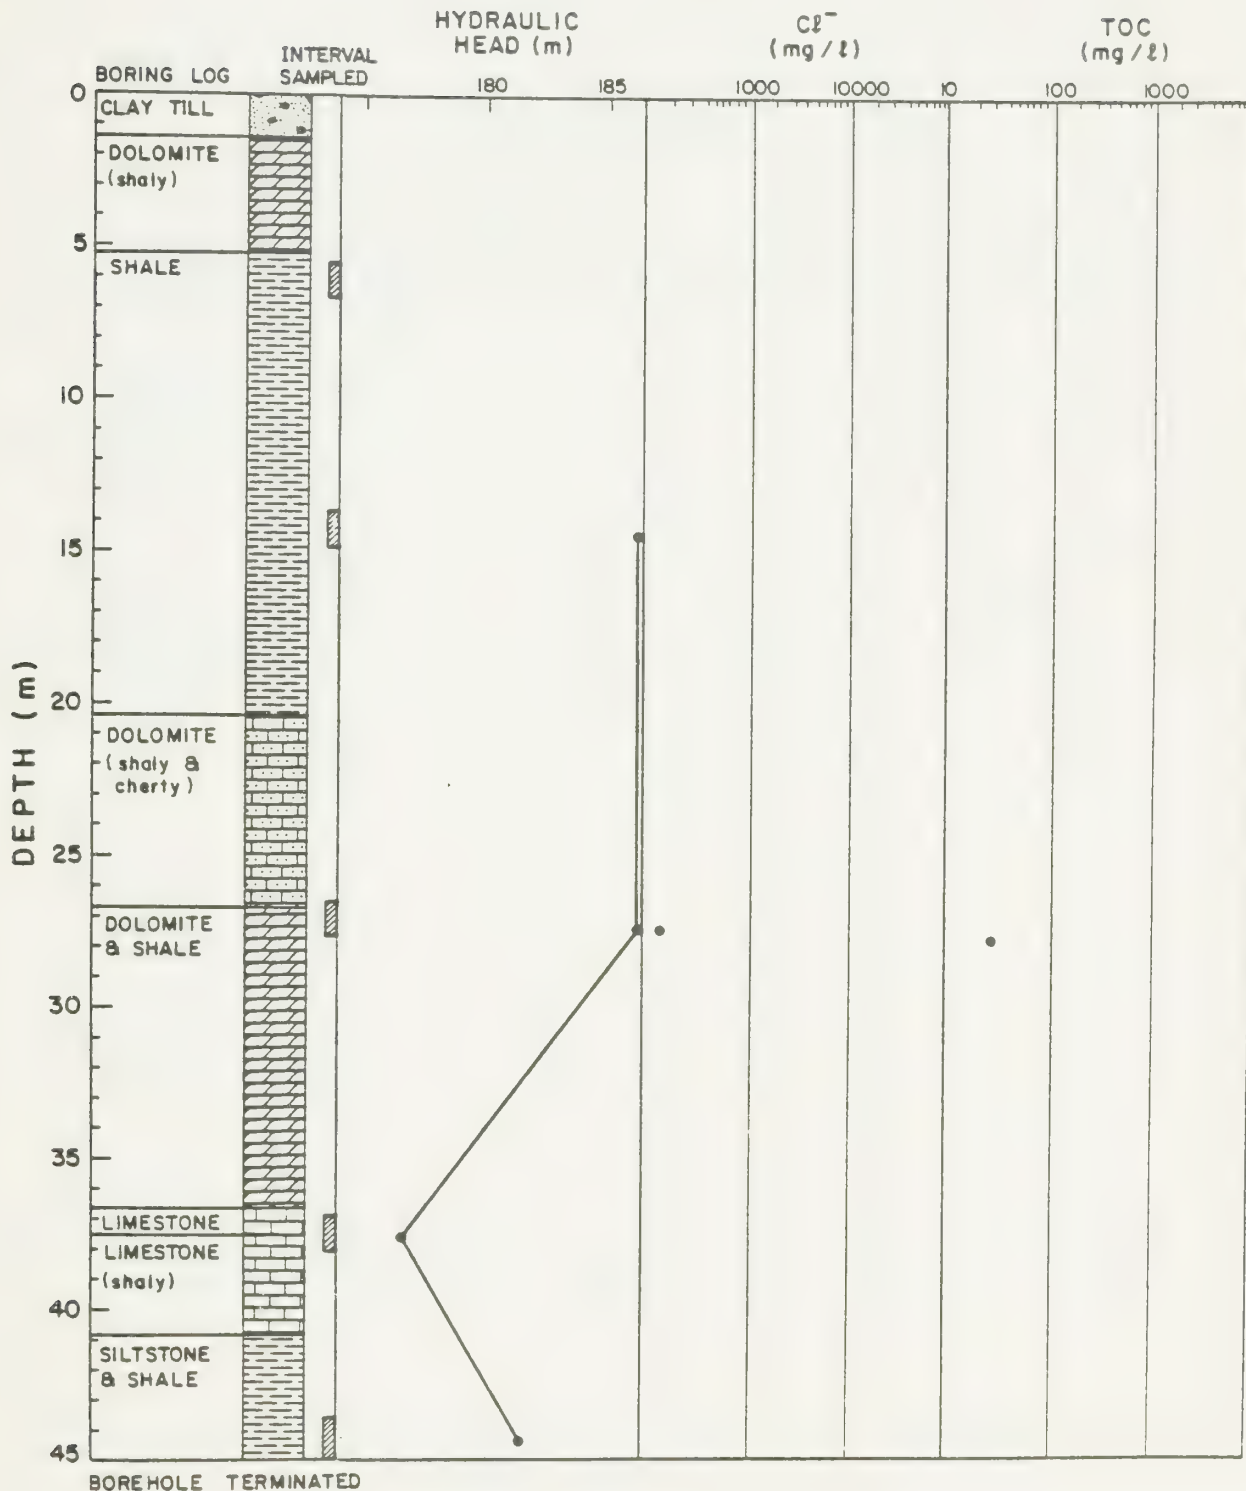 HYDRAULIC
HEAD (m)
Cℓ⁻
(mg/ℓ)
TOC
(mg/ℓ)
BORING LOG
INTERVAL
SAMPLED
180
185
1000
10000
10
100
1000
0
CLAY TILL
DOLOMITE
(shaly)
5
SHALE
10
15
20
DOLOMITE
(shaly &
cherty)
DEPTH (m)
25
DOLOMITE
& SHALE
30
35
LIMESTONE
LIMESTONE
(shaly)
40
SILTSTONE
& SHALE
45
BOREHOLE TERMINATED